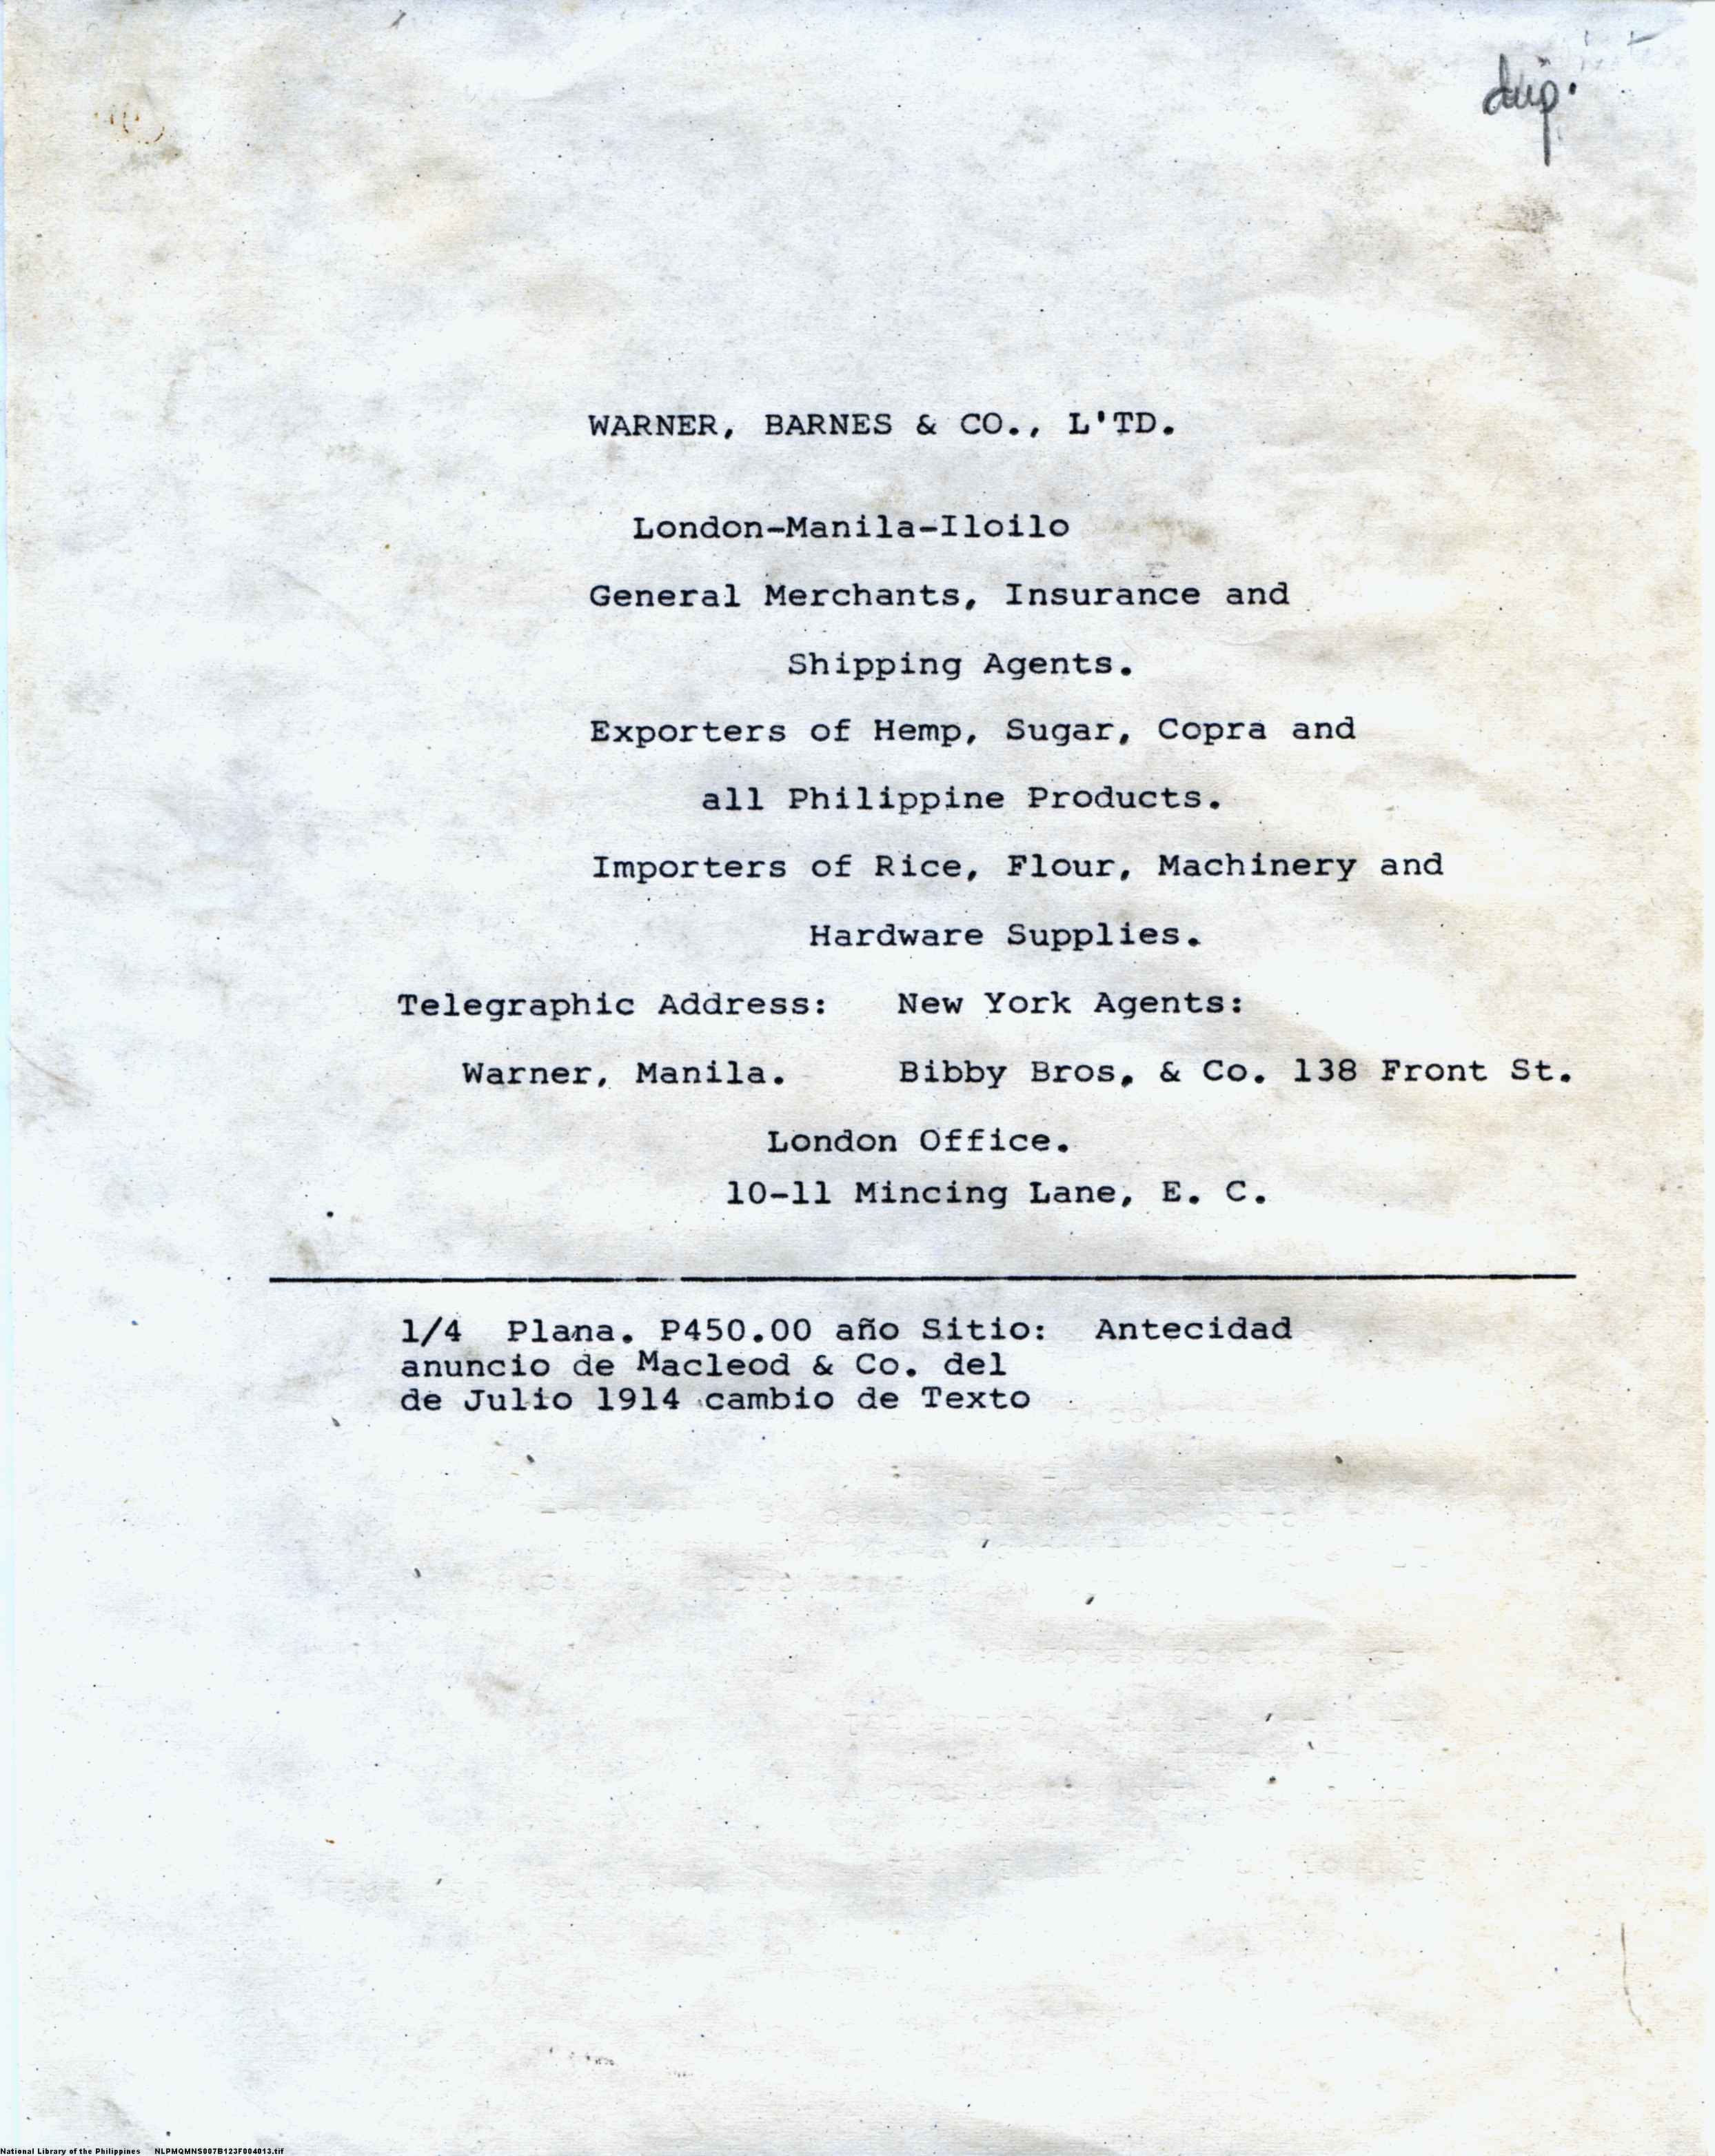 dup.
WARNER, BARNES & CO., L'TD.
London-Manila-Iloilo
General Merchants, Insurance and
Shipping Agents.
Exporters of Hemp, Sugar, Copra and
all Philippine Products.
Importers of Rice, Flour, Machinery and
Hardware Supplies.
Telegraphic Address: New York Agents:
Warner, Manila. Bibby Bros, & Co. 138 Front St.
London Office.
10-11 Mincing Lane, E. C.
1/4 Plana. P450.00 año Sitio: Antecidad
anuncio de Macleod & Co. del
de Julio 1914 cambio de Texto
National Library of the Philippines NLPMQMNS007B123F004013.tif